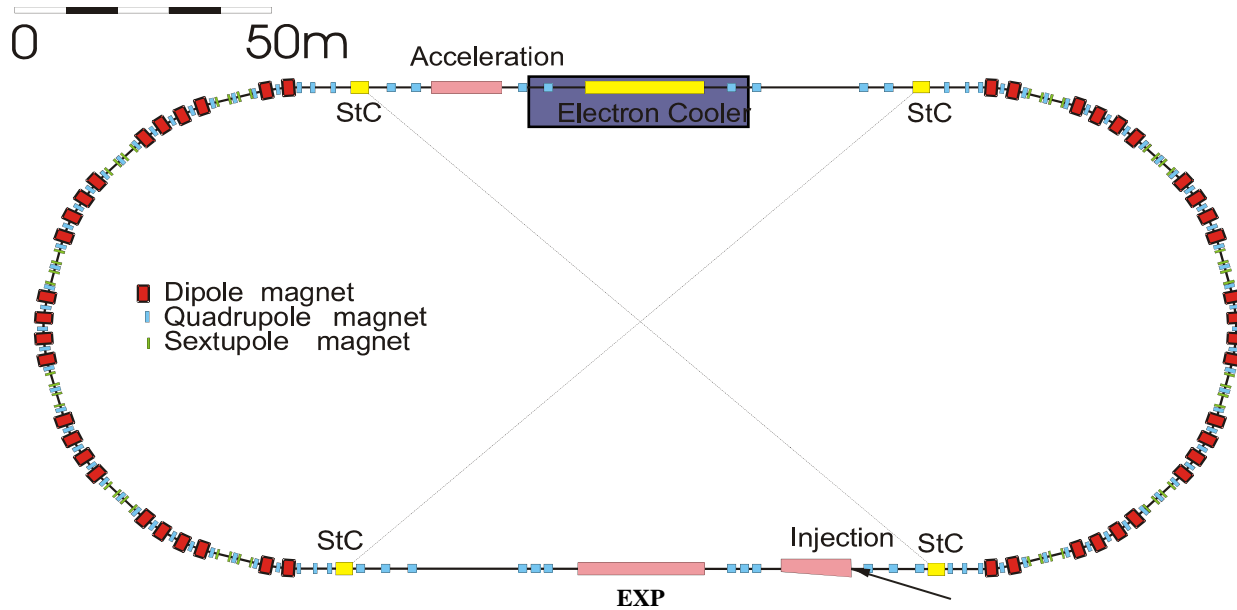 0 50m
Acceleration
StC
Electron Cooler
StC
Dipole magnet
Quadrupole magnet
Sextupole magnet
StC
Injection
StC
EXP